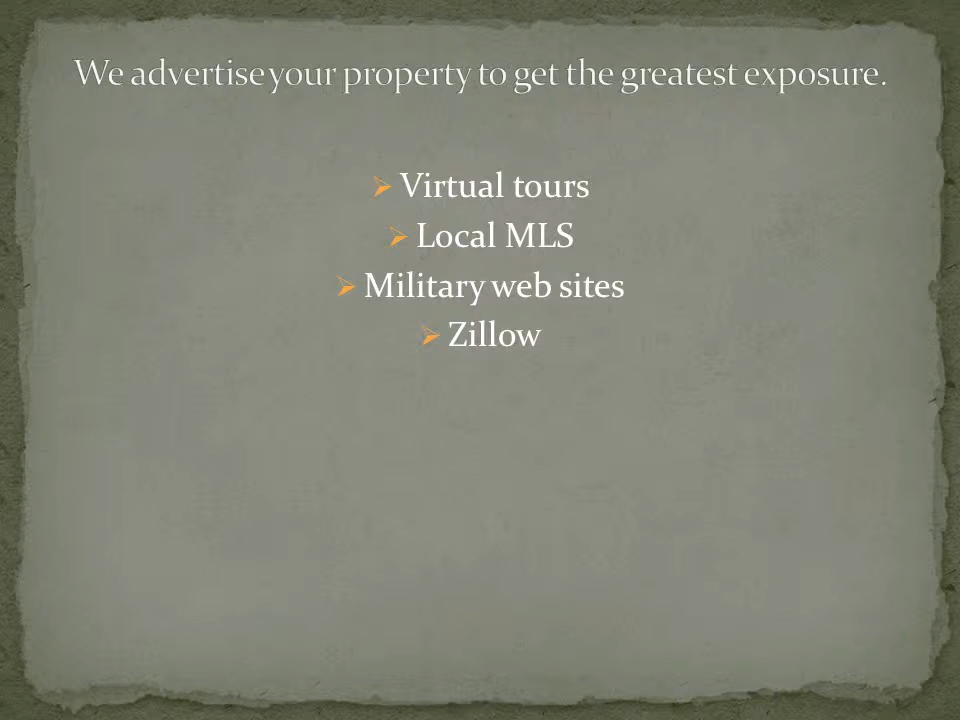 We advertise your property to get the greatest exposure.
Virtual tours
Local MLS
Military web sites
Zillow